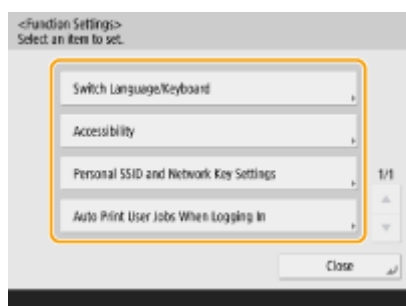 <Function Settings>
Select an item to set.
Switch Language/Keyboard
Accessibility
Personal SSID and Network Key Settings
1/1
Auto Print User Jobs When Logging In
Close